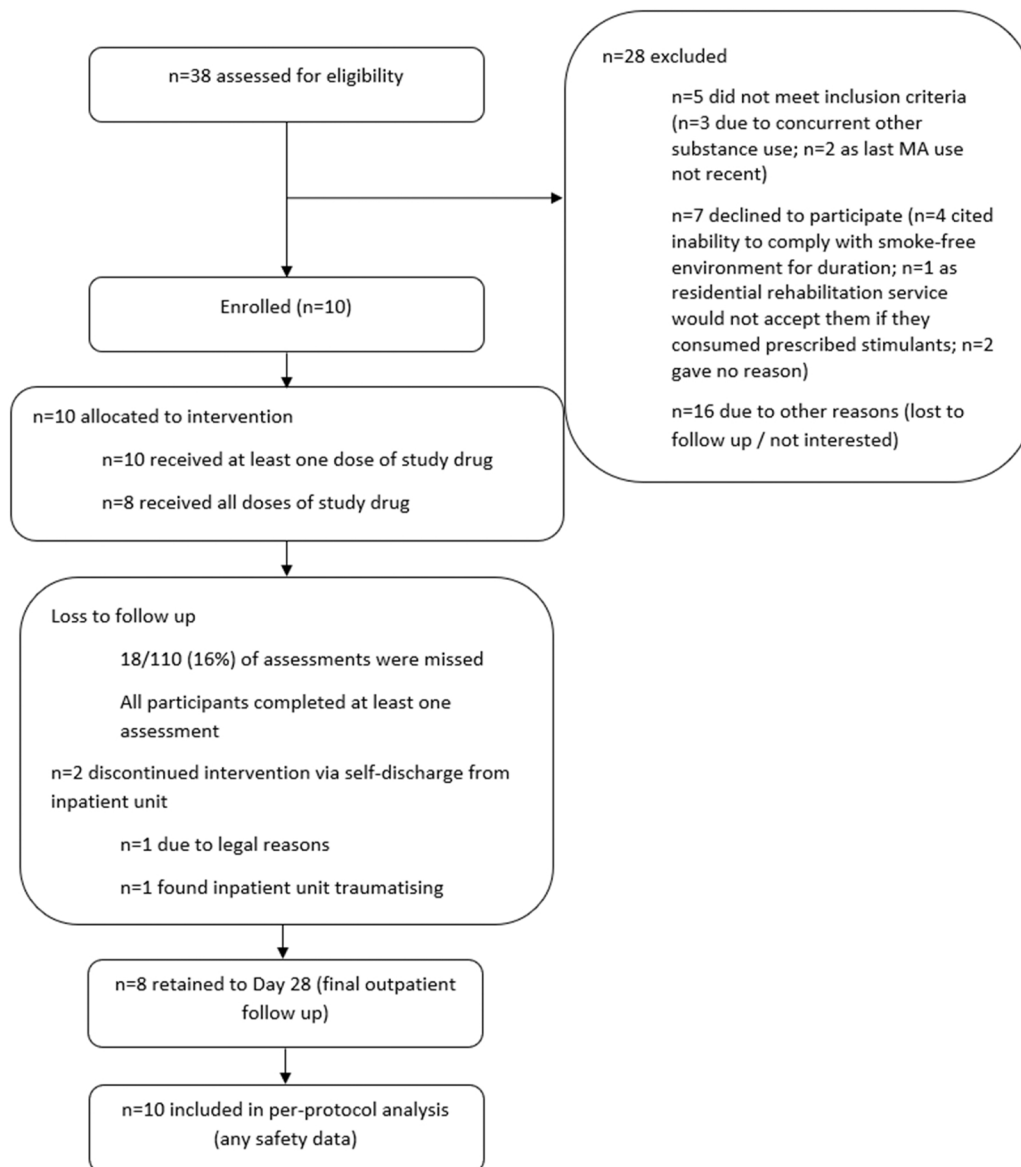 n=38 assessed for eligibility
n=28 excluded
n=5 did not meet inclusion criteria
(n=3 due to concurrent other
substance use; n=2 as last MA use
not recent)
n=7 declined to participate (n=4 cited
inability to comply with smoke-free
environment for duration; n=1 as
residential rehabilitation service
would not accept them if they
consumed prescribed stimulants; n=2
gave no reason)
n=16 due to other reasons (lost to
follow up / not interested)
Enrolled (n=10)
n=10 allocated to intervention
n=10 received at least one dose of study drug
n=8 received all doses of study drug
Loss to follow up
18/110 (16%) of assessments were missed
All participants completed at least one
assessment
n=2 discontinued intervention via self-discharge from
inpatient unit
n=1 due to legal reasons
n=1 found inpatient unit traumatising
n=8 retained to Day 28 (final outpatient
follow up)
n=10 included in per-protocol analysis
(any safety data)